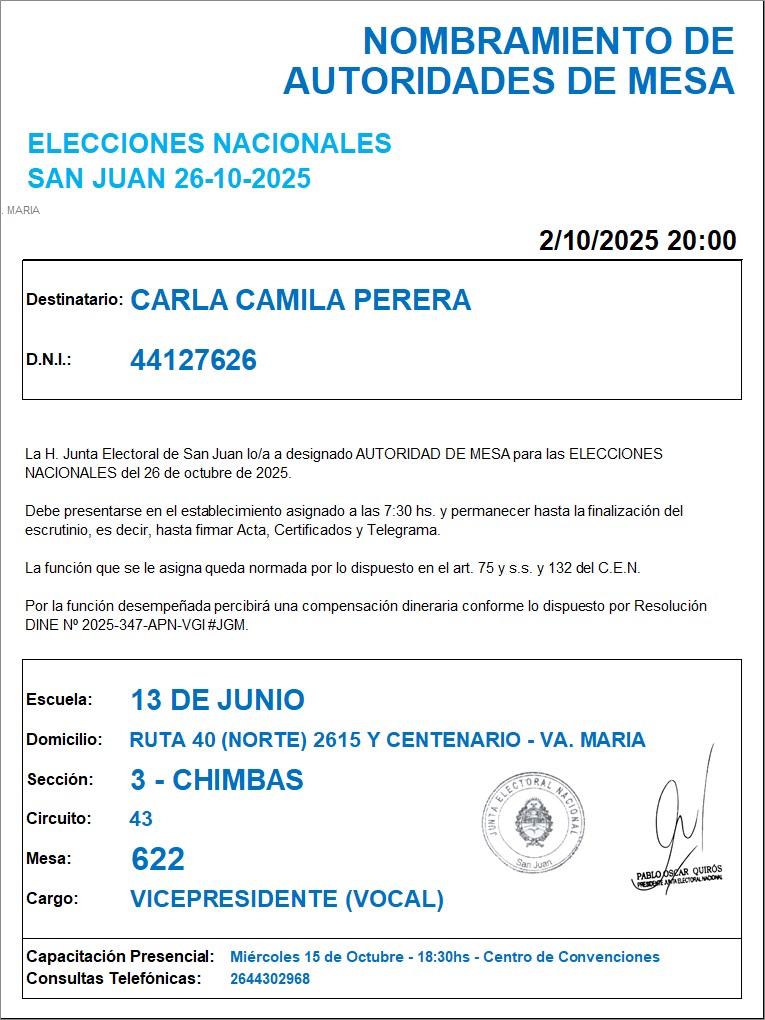 NOMBRAMIENTO DE
AUTORIDADES DE MESA
ELECCIONES NACIONALES
SAN JUAN 26-10-2025
. MARIA
2/10/2025 20:00
Destinatario: CARLA CAMILA PERERA
D.N.I.: 44127626
La H. Junta Electoral de San Juan lo/a a designado AUTORIDAD DE MESA para las ELECCIONES
NACIONALES del 26 de octubre de 2025.
Debe presentarse en el establecimiento asignado a las 7:30 hs. y permanecer hasta la finalización del
escrutinio, es decir, hasta firmar Acta, Certificados y Telegrama.
La función que se le asigna queda normada por lo dispuesto en el art. 75 y s.s. y 132 del C.E.N.
Por la función desempeñada percibirá una compensación dineraria conforme lo dispuesto por Resolución
DINE Nº 2025-347-APN-VGI#JGM.
Escuela: 13 DE JUNIO
Domicilio: RUTA 40 (NORTE) 2615 Y CENTENARIO - VA. MARIA
Sección: 3 - CHIMBAS
Circuito: 43
Mesa: 622
Cargo: VICEPRESIDENTE (VOCAL)
JUNTA ELECTORAL NACIONAL
San Juan
PABLO OSCAR QUIRÓS
PRESIDENTE JUNTA ELECTORAL NACIONAL
Capacitación Presencial: Miércoles 15 de Octubre - 18:30hs - Centro de Convenciones
Consultas Telefónicas: 2644302968